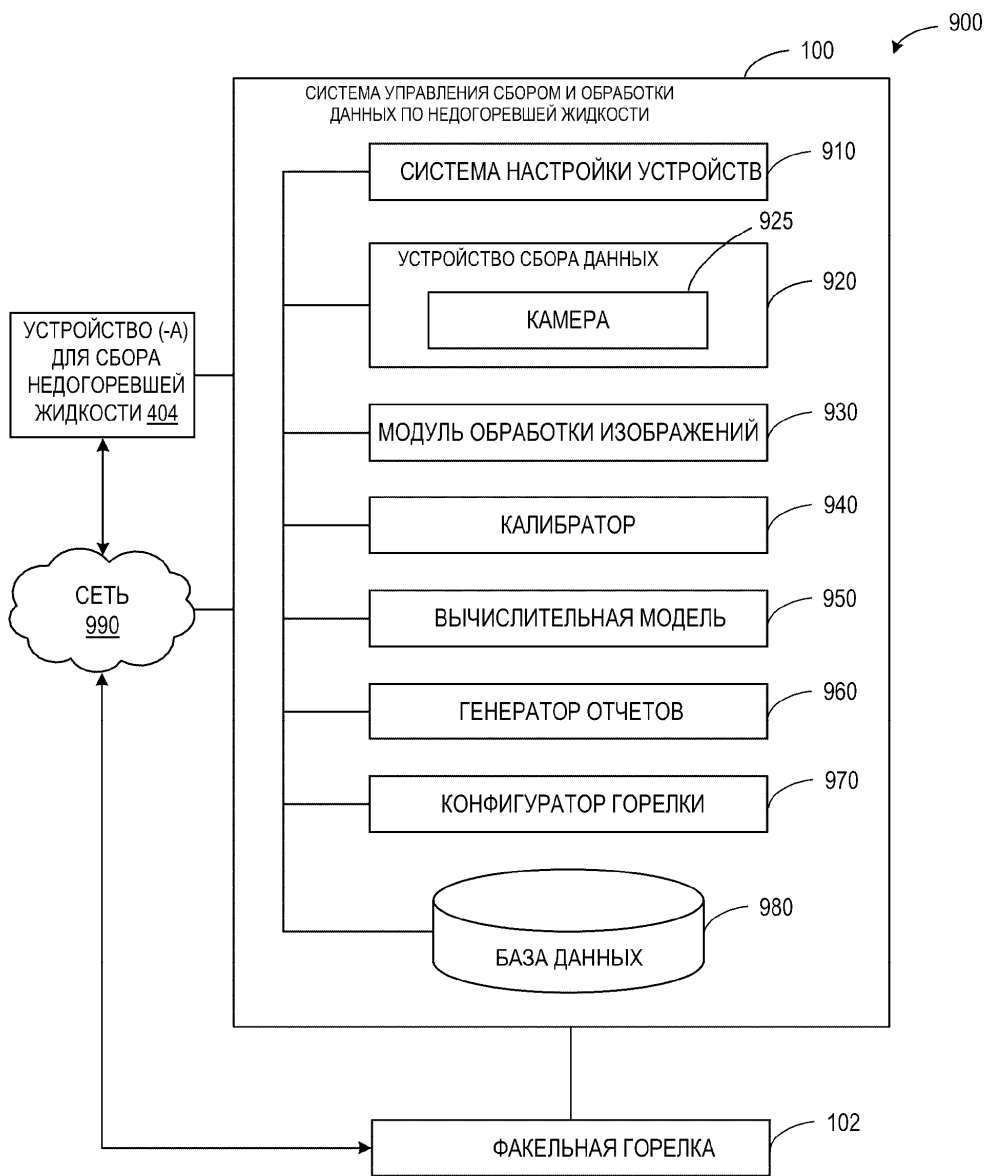 900
100
СИСТЕМА УПРАВЛЕНИЯ СБОРОМ И ОБРАБОТКИ
ДАННЫХ ПО НЕДОГОРЕВШЕЙ ЖИДКОСТИ
СИСТЕМА НАСТРОЙКИ УСТРОЙСТВ
910
925
УСТРОЙСТВО СБОРА ДАННЫХ
КАМЕРА
920
УСТРОЙСТВО (-А)
ДЛЯ СБОРА
НЕДОГОРЕВШЕЙ
ЖИДКОСТИ 404
МОДУЛЬ ОБРАБОТКИ ИЗОБРАЖЕНИЙ
930
КАЛИБРАТОР
940
СЕТЬ
990
ВЫЧИСЛИТЕЛЬНАЯ МОДЕЛЬ
950
ГЕНЕРАТОР ОТЧЕТОВ
960
КОНФИГУРАТОР ГОРЕЛКИ
970
БАЗА ДАННЫХ
980
ФАКЕЛЬНАЯ ГОРЕЛКА
102